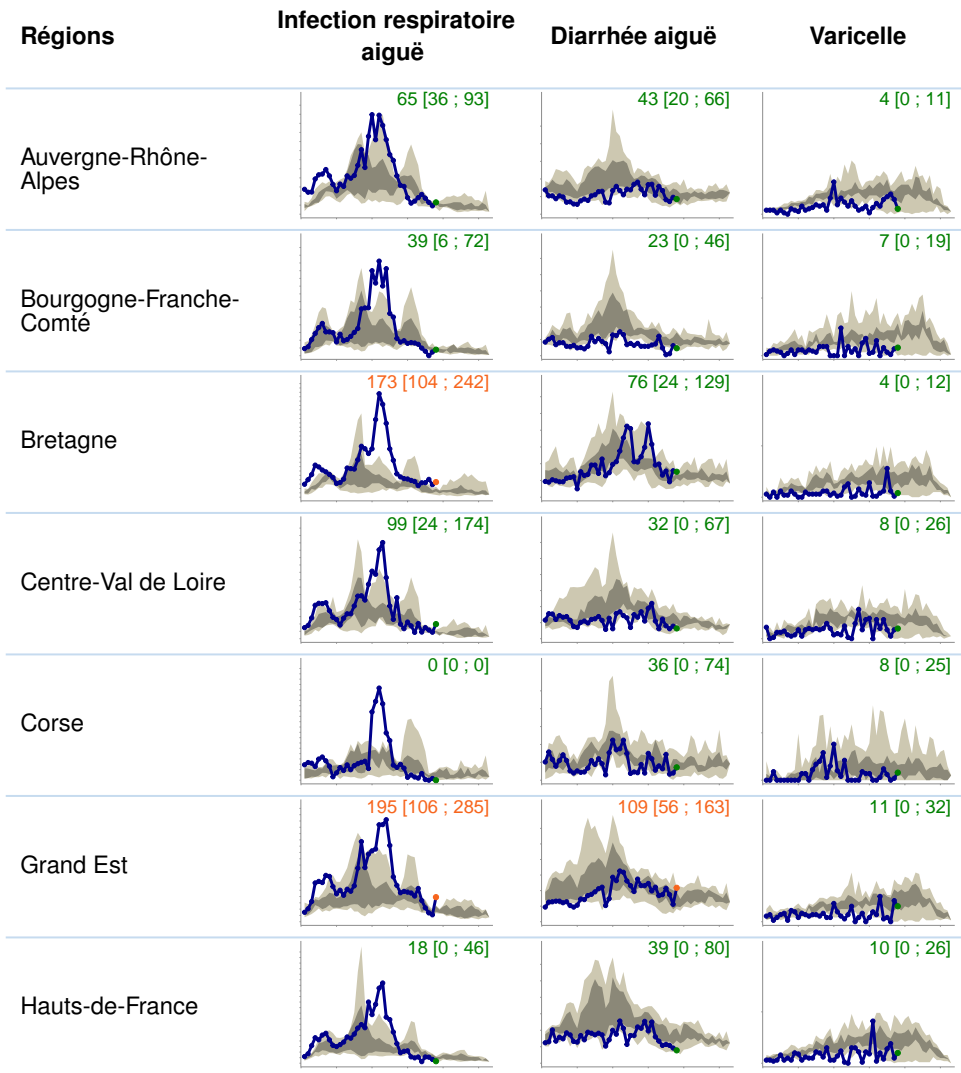 Régions
Infection respiratoire
aiguë
Diarrhée aiguë
Varicelle
65 [36 ; 93]
43 [20 ; 66]
4 [0 ; 11]
Auvergne-Rhône-
Alpes
39 [6 ; 72]
23 [0 ; 46]
7 [0 ; 19]
Bourgogne-Franche-
Comté
173 [104 ; 242]
76 [24 ; 129]
4 [0 ; 12]
Bretagne
99 [24 ; 174]
32 [0 ; 67]
8 [0 ; 26]
Centre-Val de Loire
0 [0 ; 0]
36 [0 ; 74]
8 [0 ; 25]
Corse
195 [106 ; 285]
109 [56 ; 163]
11 [0 ; 32]
Grand Est
18 [0 ; 46]
39 [0 ; 80]
10 [0 ; 26]
Hauts-de-France